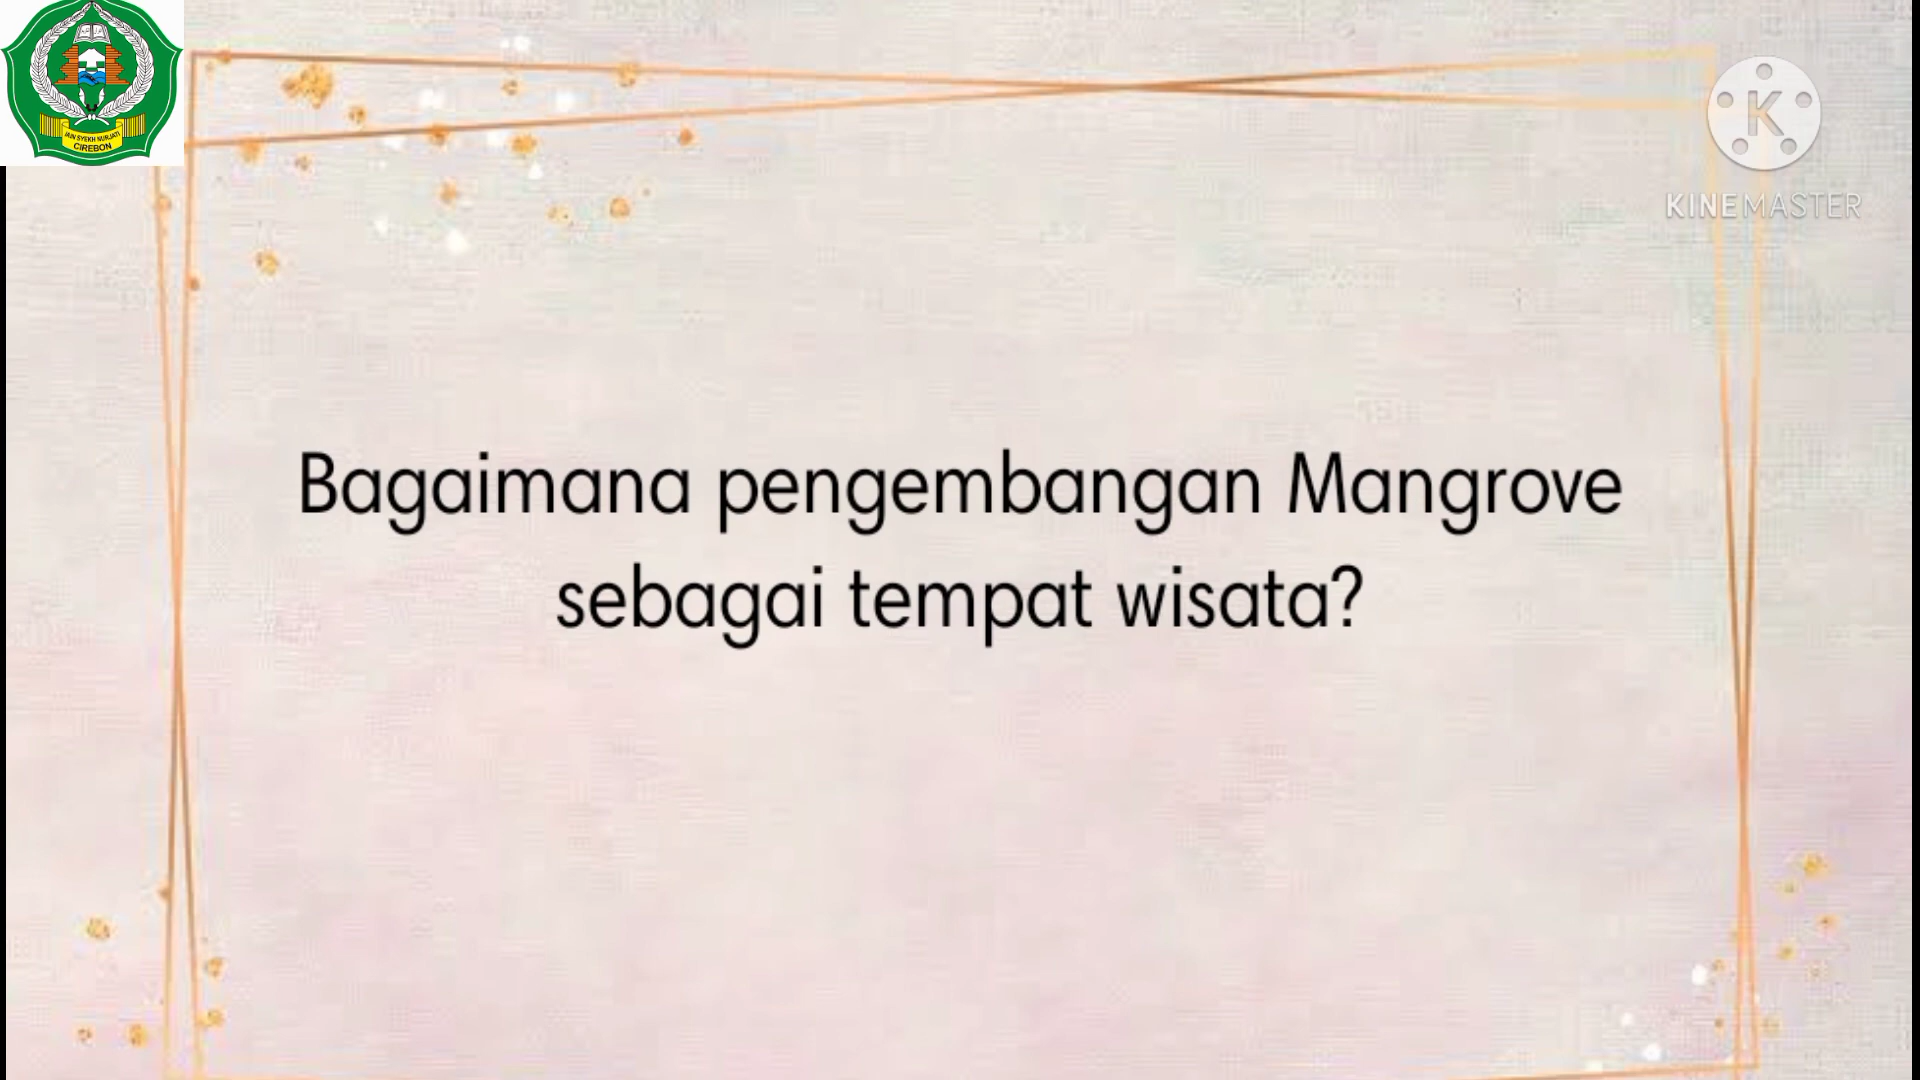 IAIN SYEKH NURJATI
CIREBON
KINEMASTER
Bagaimana pengembangan Mangrove
sebagai tempat wisata?